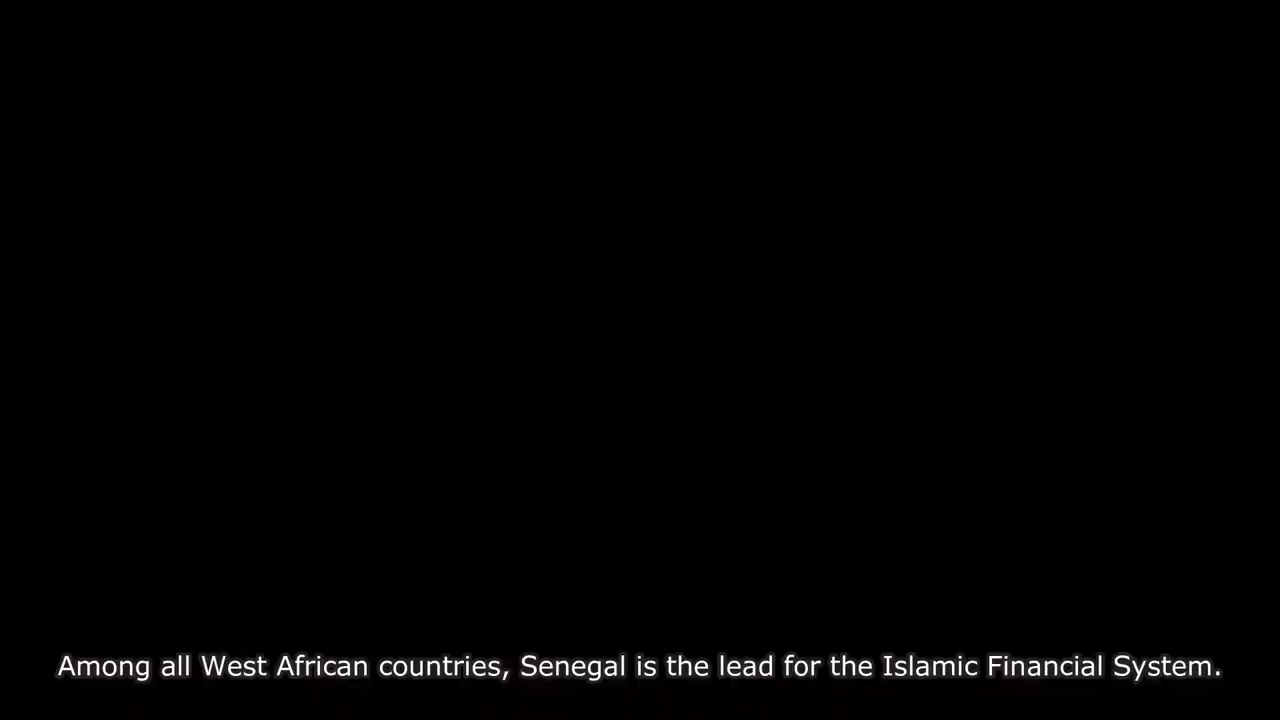 Among all West African countries, Senegal is the lead for the Islamic Financial System.